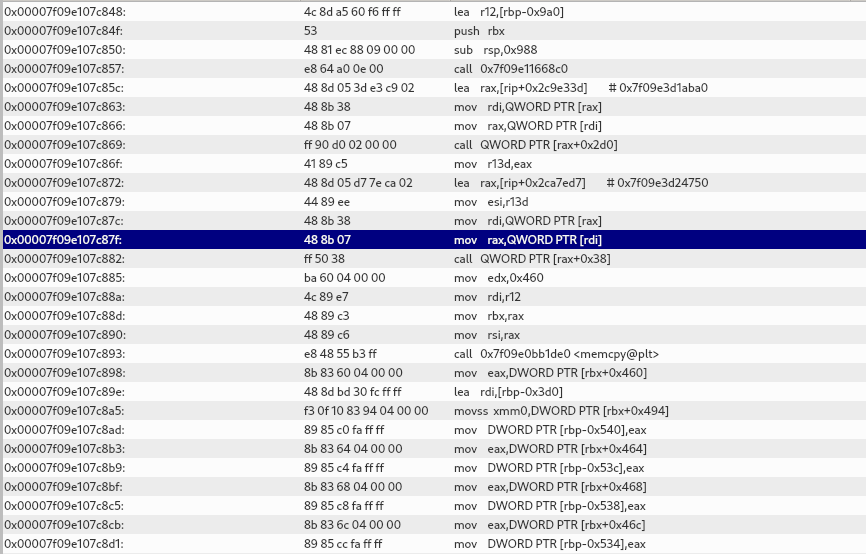 0x00007f09e107c848: 4c 8d a5 60 f6 ff ff lea r12,[rbp-0x9a0]
0x00007f09e107c84f: 53 push rbx
0x00007f09e107c850: 48 81 ec 88 09 00 00 sub rsp,0x988
0x00007f09e107c857: e8 64 a0 0e 00 call 0x7f09e11668c0
0x00007f09e107c85c: 48 8d 05 3d e3 c9 02 lea rax,[rip+0x2c9e33d] # 0x7f09e3d1aba0
0x00007f09e107c863: 48 8b 38 mov rdi,QWORD PTR [rax]
0x00007f09e107c866: 48 8b 07 mov rax,QWORD PTR [rdi]
0x00007f09e107c869: ff 90 d0 02 00 00 call QWORD PTR [rax+0x2d0]
0x00007f09e107c86f: 41 89 c5 mov r13d,eax
0x00007f09e107c872: 48 8d 05 d7 7e ca 02 lea rax,[rip+0x2ca7ed7] # 0x7f09e3d24750
0x00007f09e107c879: 44 89 ee mov esi,r13d
0x00007f09e107c87c: 48 8b 38 mov rdi,QWORD PTR [rax]
0x00007f09e107c87f: 48 8b 07 mov rax,QWORD PTR [rdi]
0x00007f09e107c882: ff 50 38 call QWORD PTR [rax+0x38]
0x00007f09e107c885: ba 60 04 00 00 mov edx,0x460
0x00007f09e107c88a: 4c 89 e7 mov rdi,r12
0x00007f09e107c88d: 48 89 c3 mov rbx,rax
0x00007f09e107c890: 48 89 c6 mov rsi,rax
0x00007f09e107c893: e8 48 55 b3 ff call 0x7f09e0bb1de0 <memcpy@plt>
0x00007f09e107c898: 8b 83 60 04 00 00 mov eax,DWORD PTR [rbx+0x460]
0x00007f09e107c89e: 48 8d bd 30 fc ff ff lea rdi,[rbp-0x3d0]
0x00007f09e107c8a5: f3 0f 10 83 94 04 00 00 movss xmm0,DWORD PTR [rbx+0x494]
0x00007f09e107c8ad: 89 85 c0 fa ff ff mov DWORD PTR [rbp-0x540],eax
0x00007f09e107c8b3: 8b 83 64 04 00 00 mov eax,DWORD PTR [rbx+0x464]
0x00007f09e107c8b9: 89 85 c4 fa ff ff mov DWORD PTR [rbp-0x53c],eax
0x00007f09e107c8bf: 8b 83 68 04 00 00 mov eax,DWORD PTR [rbx+0x468]
0x00007f09e107c8c5: 89 85 c8 fa ff ff mov DWORD PTR [rbp-0x538],eax
0x00007f09e107c8cb: 8b 83 6c 04 00 00 mov eax,DWORD PTR [rbx+0x46c]
0x00007f09e107c8d1: 89 85 cc fa ff ff mov DWORD PTR [rbp-0x534],eax